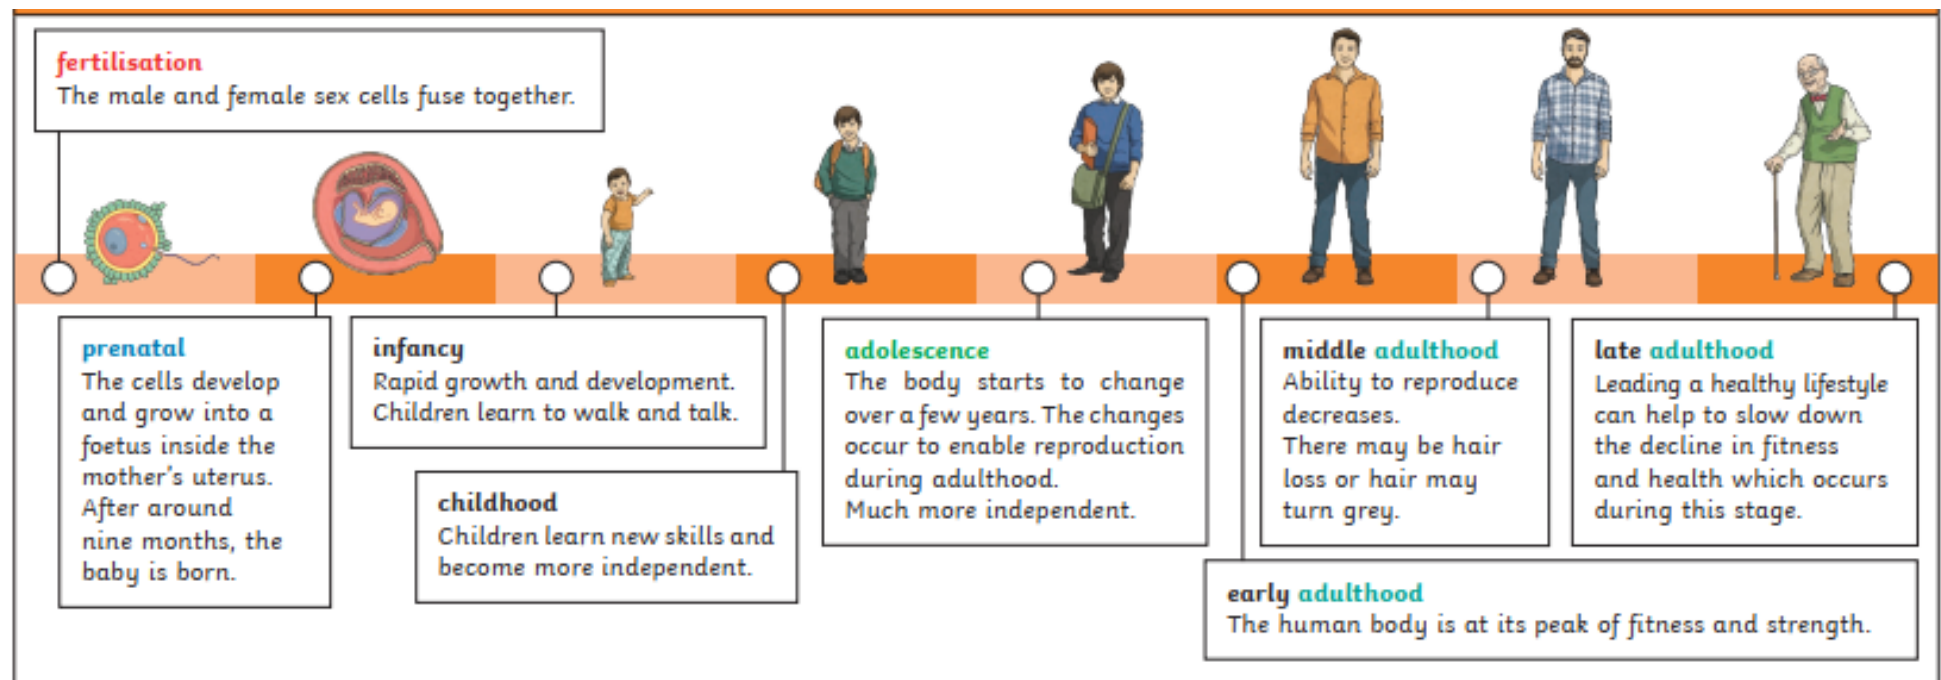 fertilisation
The male and female sex cells fuse together.
prenatal
The cells develop
and grow into a
foetus inside the
mother's uterus.
After around
nine months, the
baby is born.
infancy
Rapid growth and development.
Children learn to walk and talk.
childhood
Children learn new skills and
become more independent.
adolescence
The body starts to change
over a few years. The changes
occur to enable reproduction
during adulthood.
Much more independent.
early adulthood
The human body is at its peak of fitness and strength.
middle adulthood
Ability to reproduce
decreases.
There may be hair
loss or hair may
turn grey.
late adulthood
Leading a healthy lifestyle
can help to slow down
the decline in fitness
and health which occurs
during this stage.